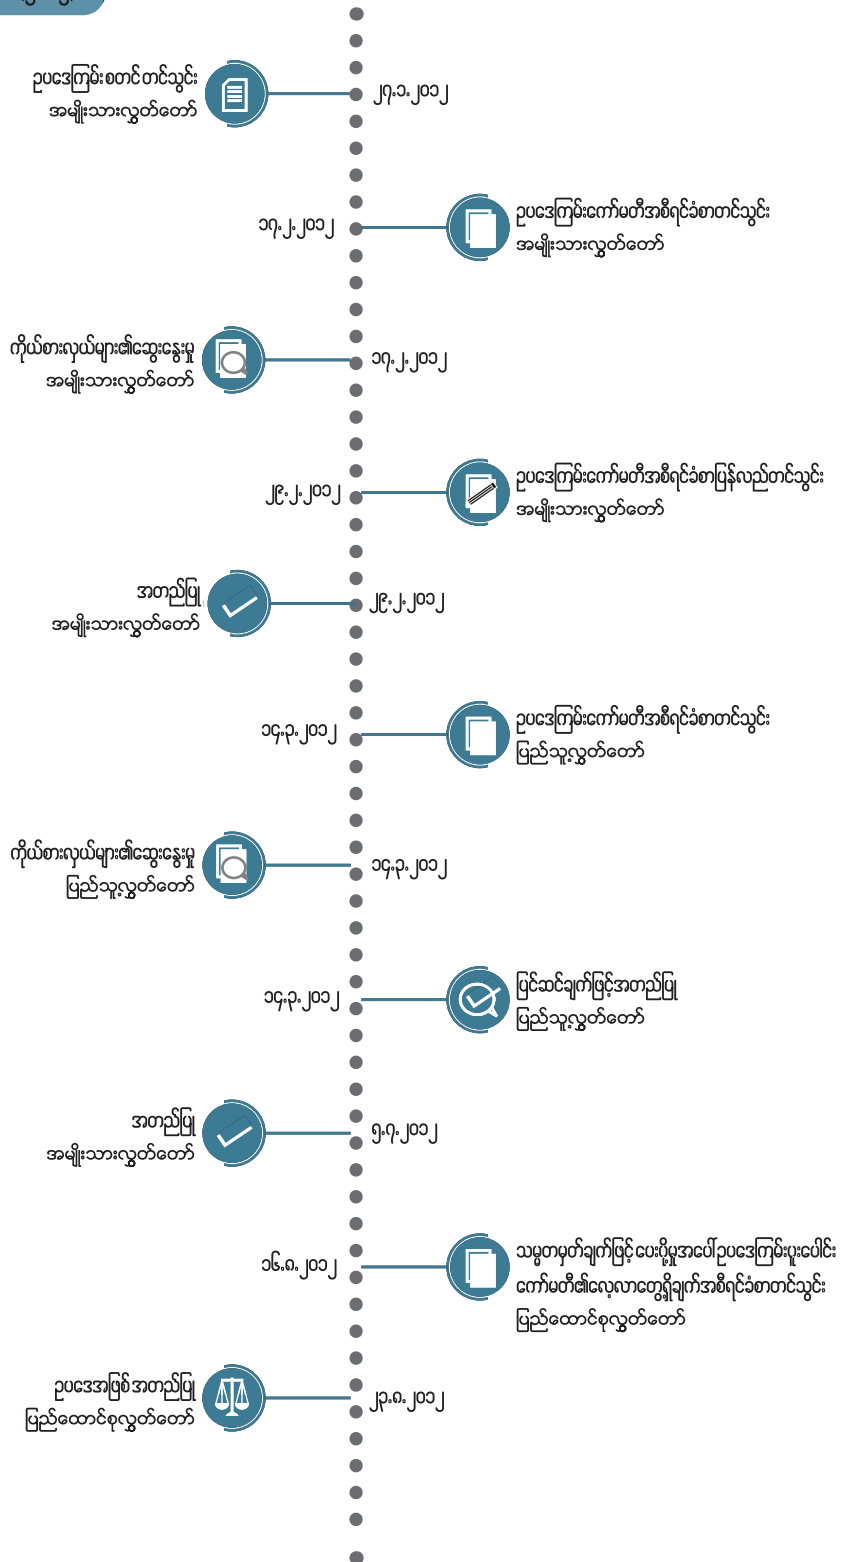 ဥပဒေကြမ်းစတင်တင်သွင်း
အမျိုးသားလွှတ်တော်
၂၇.၁.၂၀၁၂
၁၇.၂.၂၀၁၂
ဥပဒေကြမ်းကော်မတီအစီရင်ခံစာတင်သွင်း
အမျိုးသားလွှတ်တော်
ကိုယ်စားလှယ်များ၏ဆွေးနွေးမှု
အမျိုးသားလွှတ်တော်
၁၇.၂.၂၀၁၂
၂၉.၂.၂၀၁၂
ဥပဒေကြမ်းကော်မတီအစီရင်ခံစာပြန်လည်တင်သွင်း
အမျိုးသားလွှတ်တော်
အတည်ပြု
အမျိုးသားလွှတ်တော်
၂၉.၂.၂၀၁၂
၁၄.၃.၂၀၁၂
ဥပဒေကြမ်းကော်မတီအစီရင်ခံစာတင်သွင်း
ပြည်သူ့လွှတ်တော်
ကိုယ်စားလှယ်များ၏ဆွေးနွေးမှု
ပြည်သူ့လွှတ်တော်
၁၄.၃.၂၀၁၂
၁၄.၃.၂၀၁၂
ပြင်ဆင်ချက်ဖြင့်အတည်ပြု
ပြည်သူ့လွှတ်တော်
အတည်ပြု
အမျိုးသားလွှတ်တော်
၅.၇.၂၀၁၂
၁၆.၈.၂၀၁၂
သမ္မတမှတ်ချက်ဖြင့်ပေးပို့မှုအပေါ်ဥပဒေကြမ်းပူးပေါင်း
ကော်မတီ၏လေ့လာတွေ့ရှိချက်အစီရင်ခံစာတင်သွင်း
ပြည်ထောင်စုလွှတ်တော်
ဥပဒေအဖြစ်အတည်ပြု
ပြည်ထောင်စုလွှတ်တော်
၂၃.၈.၂၀၁၂